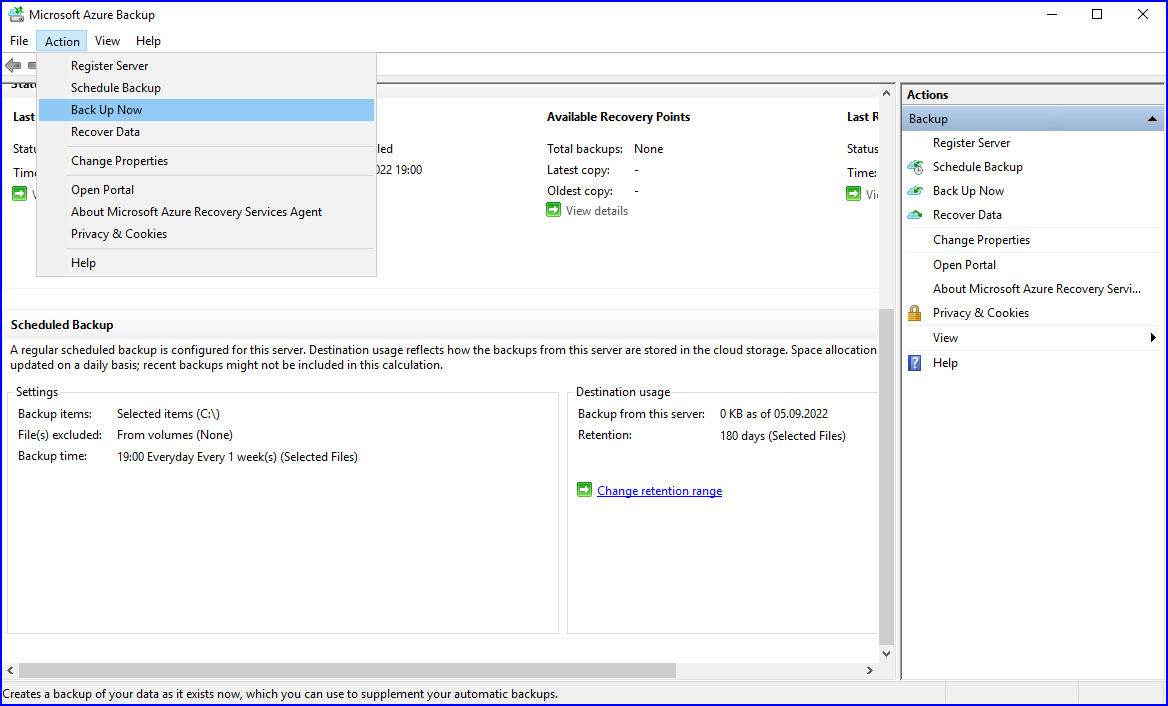 Microsoft Azure Backup
File Action View Help
Register Server
Schedule Backup
Back Up Now
Recover Data
Change Properties
Open Portal
About Microsoft Azure Recovery Services Agent
Privacy & Cookies
Help
Last
Time
2022 19:00
Available Recovery Points
Total backups: None
Latest copy: -
Oldest copy: -
View details
Last R
Status
Time:
Scheduled Backup
A regular scheduled backup is configured for this server. Destination usage reflects how the backups from this server are stored in the cloud storage. Space allocation
updated on a daily basis; recent backups might not be included in this calculation.
Settings
Backup items: Selected items (C:\)
File(s) excluded: From volumes (None)
Backup time: 19:00 Everyday Every 1 week(s) (Selected Files)
Destination usage
Backup from this server: 0 KB as of 05.09.2022
Retention: 180 days (Selected Files)
Change retention range
Actions
Backup
Register Server
Schedule Backup
Back Up Now
Recover Data
Change Properties
Open Portal
About Microsoft Azure Recovery Servi...
Privacy & Cookies
View
Help
Creates a backup of your data as it exists now, which you can use to supplement your automatic backups.